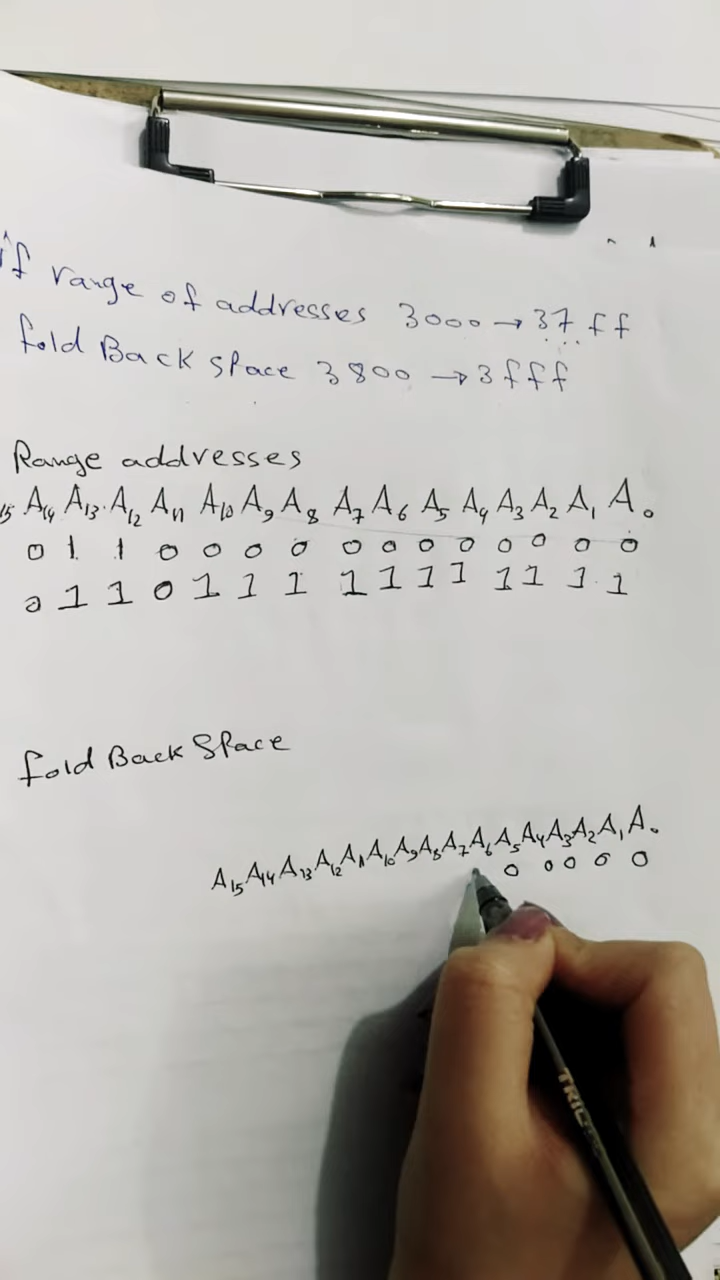 if range of addresses 3000 → 37ff
fold Back space 3800 → 3fff
Range addresses
15 A14 A13 A12 A11 A10 A9 A8 A7 A6 A5 A4 A3 A2 A1 A0
0 1 1 0 0 0 0 0 0 0 0 0 0 0 0
0 1 1 0 1 1 1 1 1 1 1 1 1 1 1
fold Back Space
A15 A14 A13 A12 A11 A10 A9 A8 A7 A6 A5 A4 A3 A2 A1 A0
0 0 0 0 0